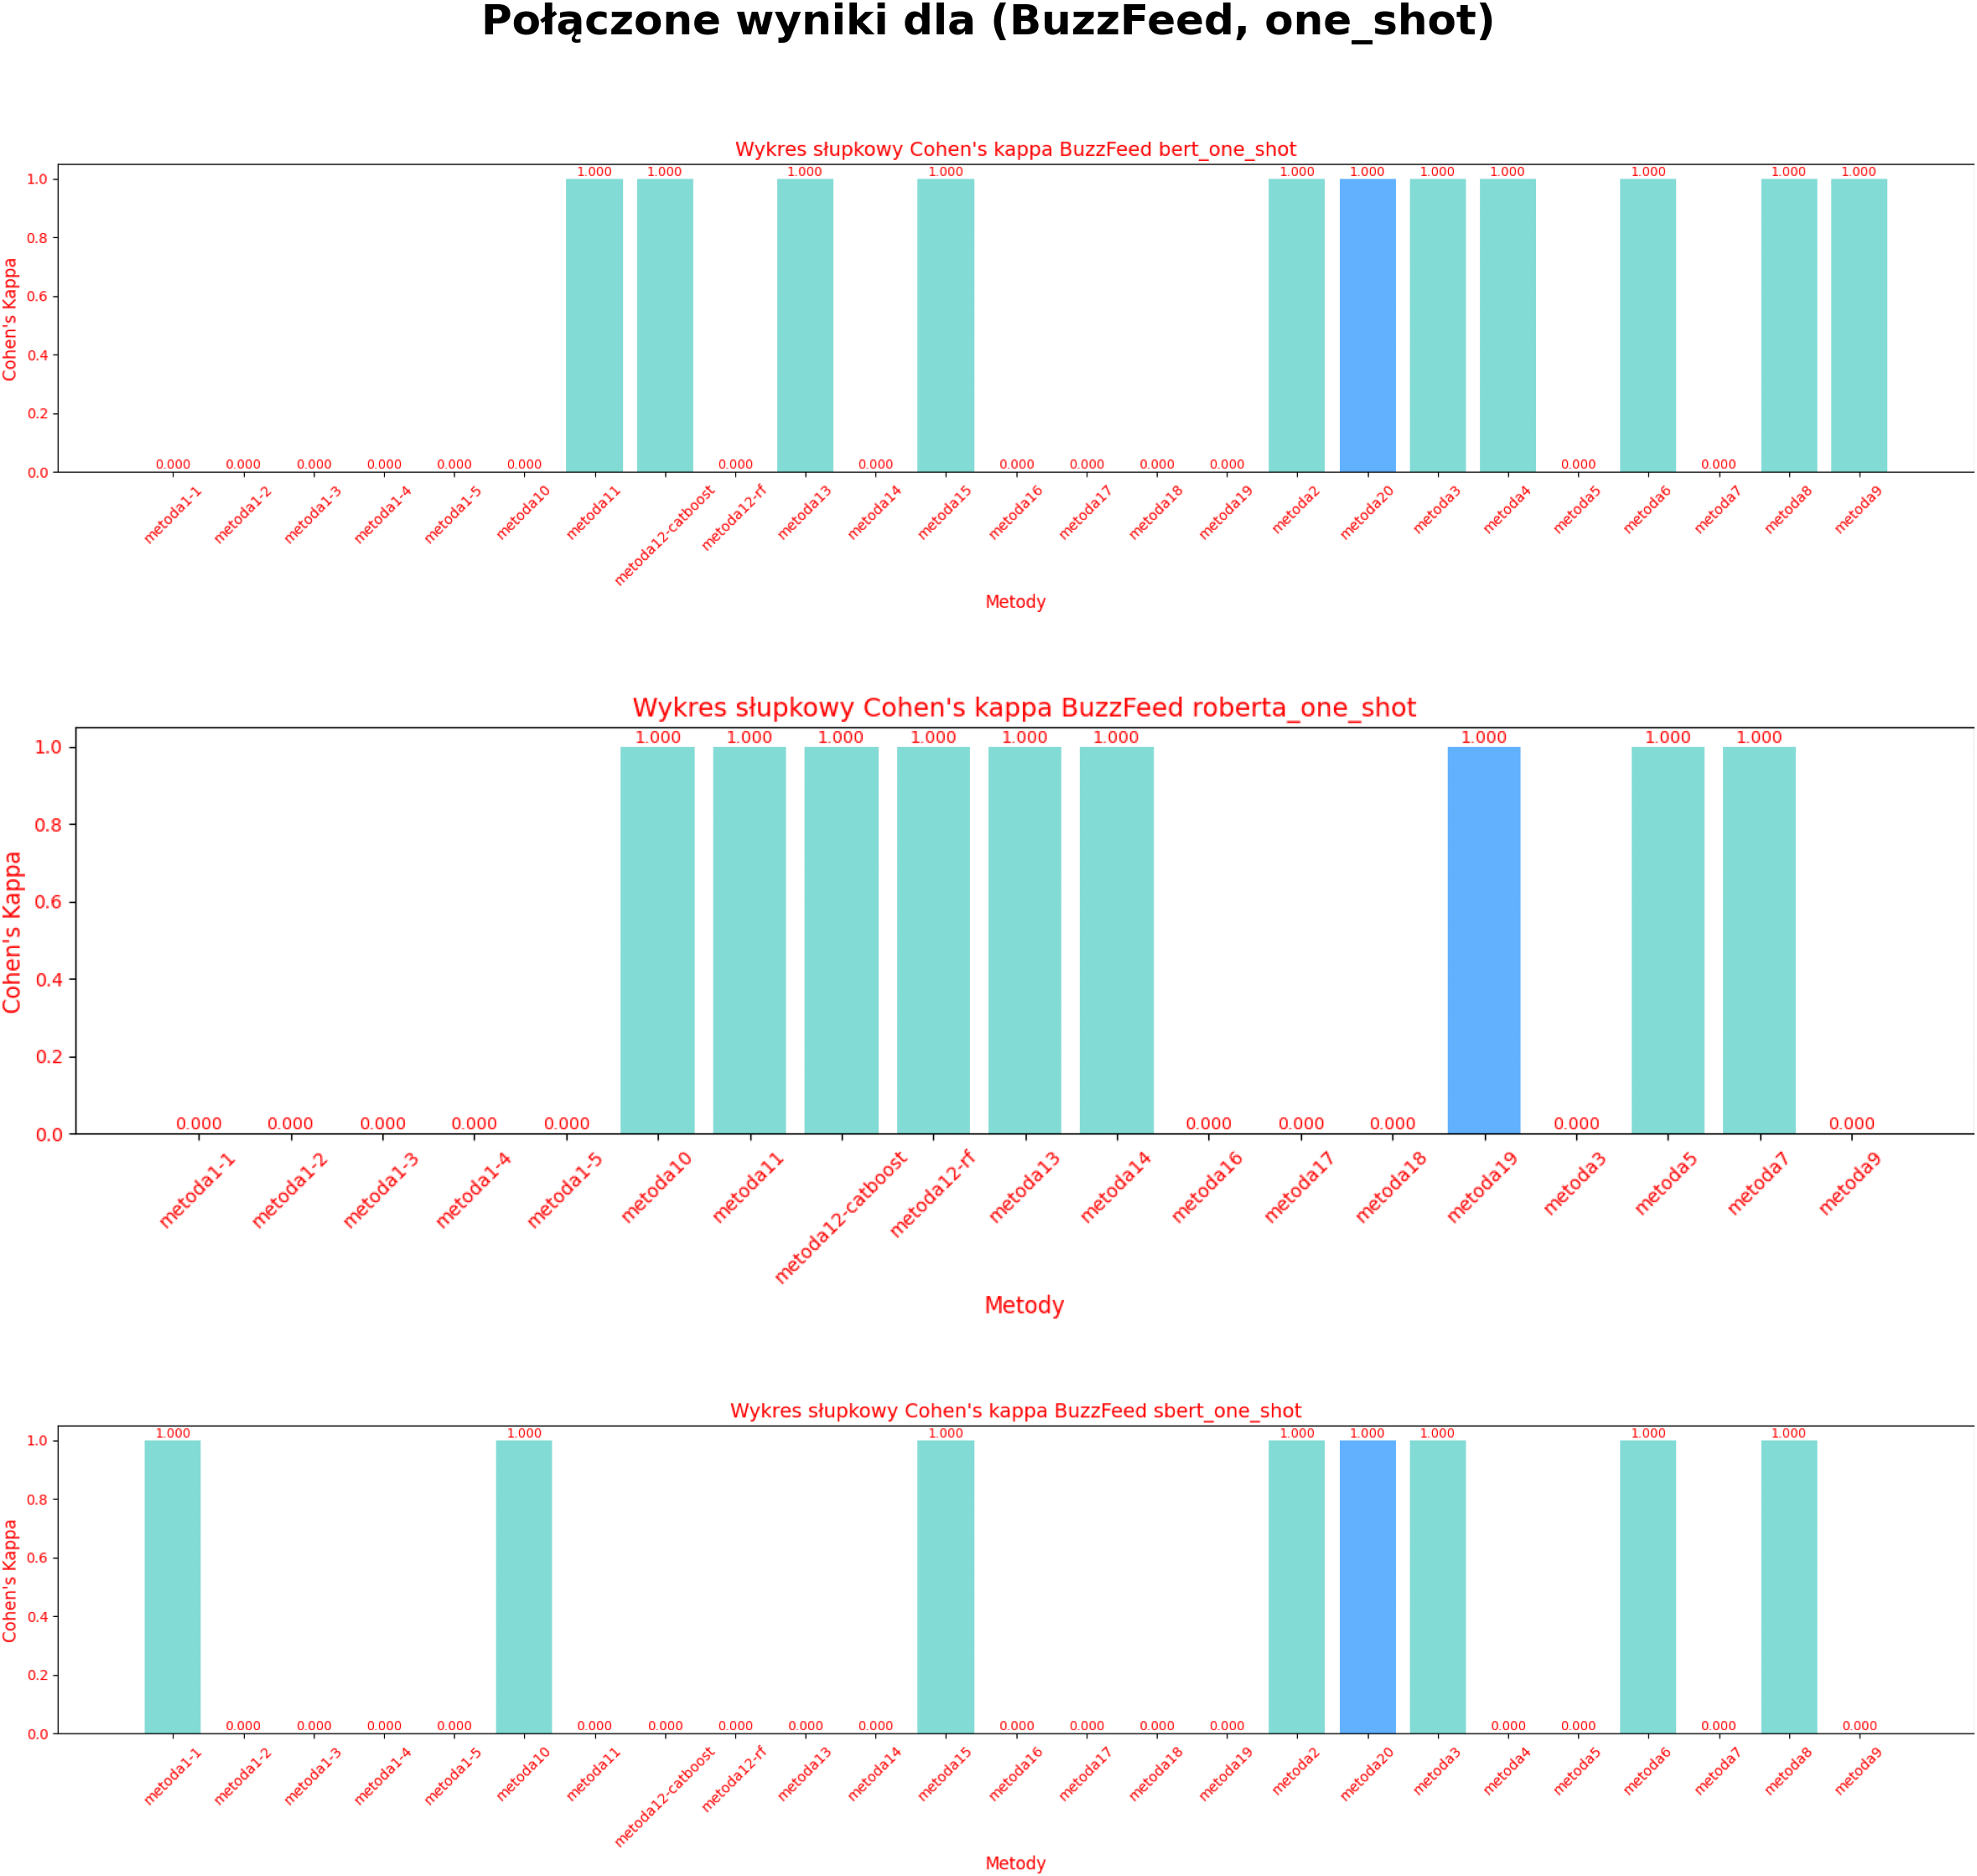 Połączone wyniki dla (BuzzFeed, one_shot)
Wykres słupkowy Cohen's kappa BuzzFeed bert_one_shot
1.000 1.000 1.000 1.000 1.000 1.000 1.000 1.000 1.000 1.000 1.000
1.0
0.8
0.6
0.4
0.2
0.0
Cohen's Kappa
0.000 0.000 0.000 0.000 0.000 0.000 0.000 0.000 0.000 0.000 0.000 0.000 0.000 0.000
metoda1-1 metoda1-2 metoda1-3 metoda1-4 metoda1-5 metoda10 metoda11 metoda12-catboost metoda12-rf metoda13 metoda14 metoda15 metoda16 metoda17 metoda18 metoda19 metoda2 metoda20 metoda3 metoda4 metoda5 metoda6 metoda7 metoda8 metoda9
Metody
Wykres słupkowy Cohen's kappa BuzzFeed roberta_one_shot
1.000 1.000 1.000 1.000 1.000 1.000 1.000 1.000 1.000
1.0
0.8
0.6
0.4
0.2
0.0
Cohen's Kappa
0.000 0.000 0.000 0.000 0.000 0.000 0.000 0.000 0.000 0.000
metoda1-1 metoda1-2 metoda1-3 metoda1-4 metoda1-5 metoda10 metoda11 metoda12-catboost metoda12-rf metoda13 metoda14 metoda16 metoda17 metoda18 metoda19 metoda3 metoda5 metoda7 metoda9
Metody
Wykres słupkowy Cohen's kappa BuzzFeed sbert_one_shot
1.000 1.000 1.000 1.000 1.000 1.000 1.000 1.000
1.0
0.8
0.6
0.4
0.2
0.0
Cohen's Kappa
0.000 0.000 0.000 0.000 0.000 0.000 0.000 0.000 0.000 0.000 0.000 0.000 0.000 0.000 0.000 0.000 0.000
metoda1-1 metoda1-2 metoda1-3 metoda1-4 metoda1-5 metoda10 metoda11 metoda12-catboost metoda12-rf metoda13 metoda14 metoda15 metoda16 metoda17 metoda18 metoda19 metoda2 metoda20 metoda3 metoda4 metoda5 metoda6 metoda7 metoda8 metoda9
Metody